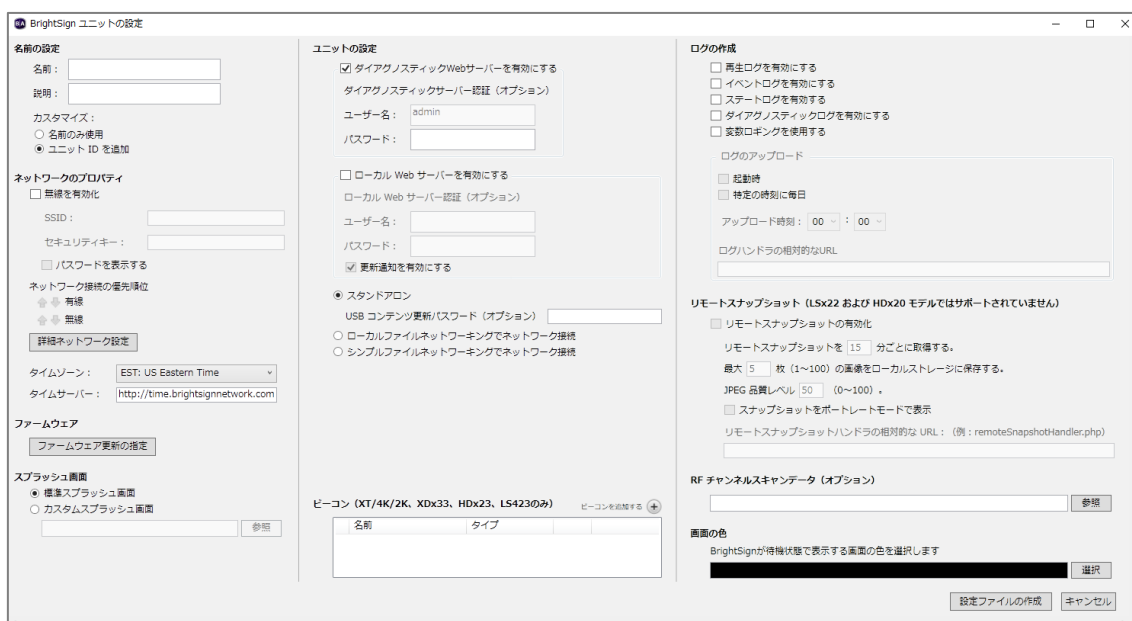 BrightSign ユニットの設定
名前の設定
名前：
説明：
カスタマイズ：
名前のみ使用
ユニット ID を追加
ネットワークのプロパティ
無線を有効化
SSID：
セキュリティキー：
パスワードを表示する
ネットワーク接続の優先順位
有線
無線
詳細ネットワーク設定
タイムゾーン：
EST: US Eastern Time
タイムサーバー：
http://time.brightsignnetwork.com
ファームウェア
ファームウェア更新の指定
スプラッシュ画面
標準スプラッシュ画面
カスタムスプラッシュ画面
参照
ユニットの設定
ダイアグノスティックWebサーバーを有効にする
ダイアグノスティックサーバー認証（オプション）
ユーザー名：
admin
パスワード：
ローカル Web サーバーを有効にする
ローカル Web サーバー認証（オプション）
ユーザー名：
パスワード：
更新通知を有効にする
スタンドアロン
USB コンテンツ更新パスワード（オプション）
ローカルファイルネットワーキングでネットワーク接続
シンプルファイルネットワーキングでネットワーク接続
ビーコン（XT/4K/2K、XDx33、HDx23、LS423のみ）
ビーコンを追加する
名前
タイプ
ログの作成
再生ログを有効にする
イベントログを有効にする
ステートログを有効する
ダイアグノスティックログを有効にする
変数ロギングを使用する
ログのアップロード
起動時
特定の時刻に毎日
アップロード時刻： 00 ： 00
ログハンドラの相対的なURL
リモートスナップショット（LSx22 および HDx20 モデルではサポートされていません）
リモートスナップショットの有効化
リモートスナップショットを 15 分ごとに取得する。
最大 5 枚（1～100）の画像をローカルストレージに保存する。
JPEG 品質レベル 50 （0～100）。
スナップショットをポートレートモードで表示
リモートスナップショットハンドラの相対的な URL：（例：remoteSnapshotHandler.php）
RF チャンネルスキャンデータ（オプション）
参照
画面の色
BrightSignが待機状態で表示する画面の色を選択します
選択
設定ファイルの作成
キャンセル